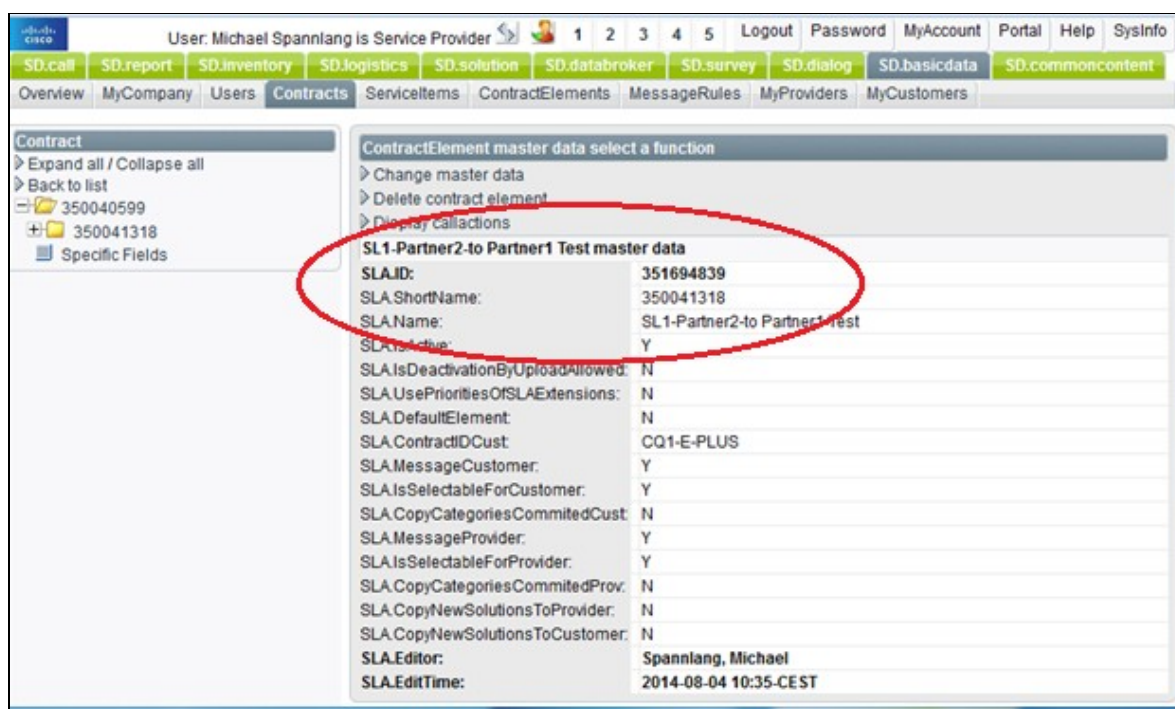 cisco
User: Michael Spannlang is Service Provider 1 2 3 4 5 Logout Password MyAccount Portal Help SysInfo
SD.call SD.report SD.inventory SD.logistics SD.solution SD.databroker SD.survey SD.dialog SD.basicdata SD.commoncontent
Overview MyCompany Users Contracts ServiceItems ContractElements MessageRules MyProviders MyCustomers
Contract
Expand all / Collapse all
Back to list
350040599
350041318
Specific Fields
ContractElement master data select a function
Change master data
Delete contract element
Display callactions
SL1-Partner2-to Partner1 Test master data
SLA.ID: 351694839
SLA.ShortName: 350041318
SLA.Name: SL1-Partner2-to Partner1 Test
SLA.IsActive: Y
SLA.IsDeactivationByUploadAllowed: N
SLA.UsePrioritiesOfSLAExtensions: N
SLA.DefaultElement: N
SLA.ContractIDCust: CQ1-E-PLUS
SLA.MessageCustomer: Y
SLA.IsSelectableForCustomer: Y
SLA.CopyCategoriesCommitedCust: N
SLA.MessageProvider: Y
SLA.IsSelectableForProvider: Y
SLA.CopyCategoriesCommitedProv: N
SLA.CopyNewSolutionsToProvider: N
SLA.CopyNewSolutionsToCustomer: N
SLA.Editor: Spannlang, Michael
SLA.EditTime: 2014-08-04 10:35-CEST